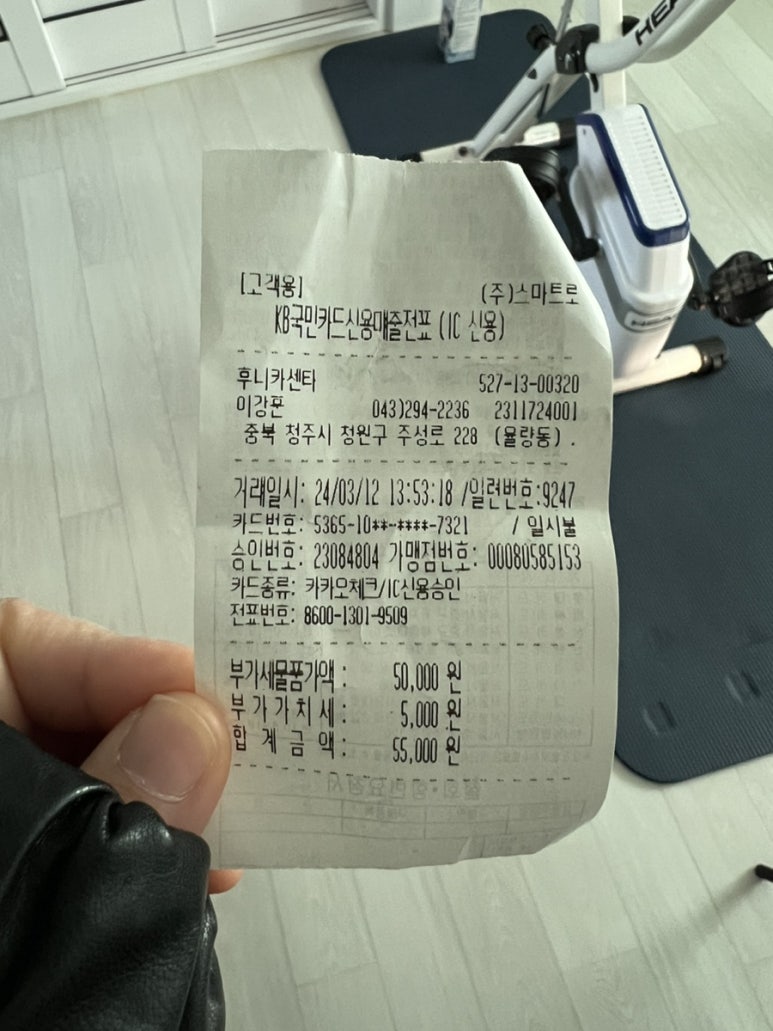 HEA
[고객용] (주)스마트로
KB국민카드신용매출전표 (IC 신용)
후니카센타 527-13-00320
이강푼 043)294-2236 2311724001
충북 청주시 청원구 주성로 228 (율량동) .
거래일시: 24/03/12 13:53:18 /일련번호:9247
카드번호: 5365-10**-****-7321 / 일시불
승인번호: 23084804 가맹점번호: 00080585153
카드종류: 카카오체크/IC신용승인
전표번호: 8600-1301-9509
부가세물품가액 : 50,000 원
부 가 가 치 세 : 5,000 원
합 계 금 액 : 55,000 원